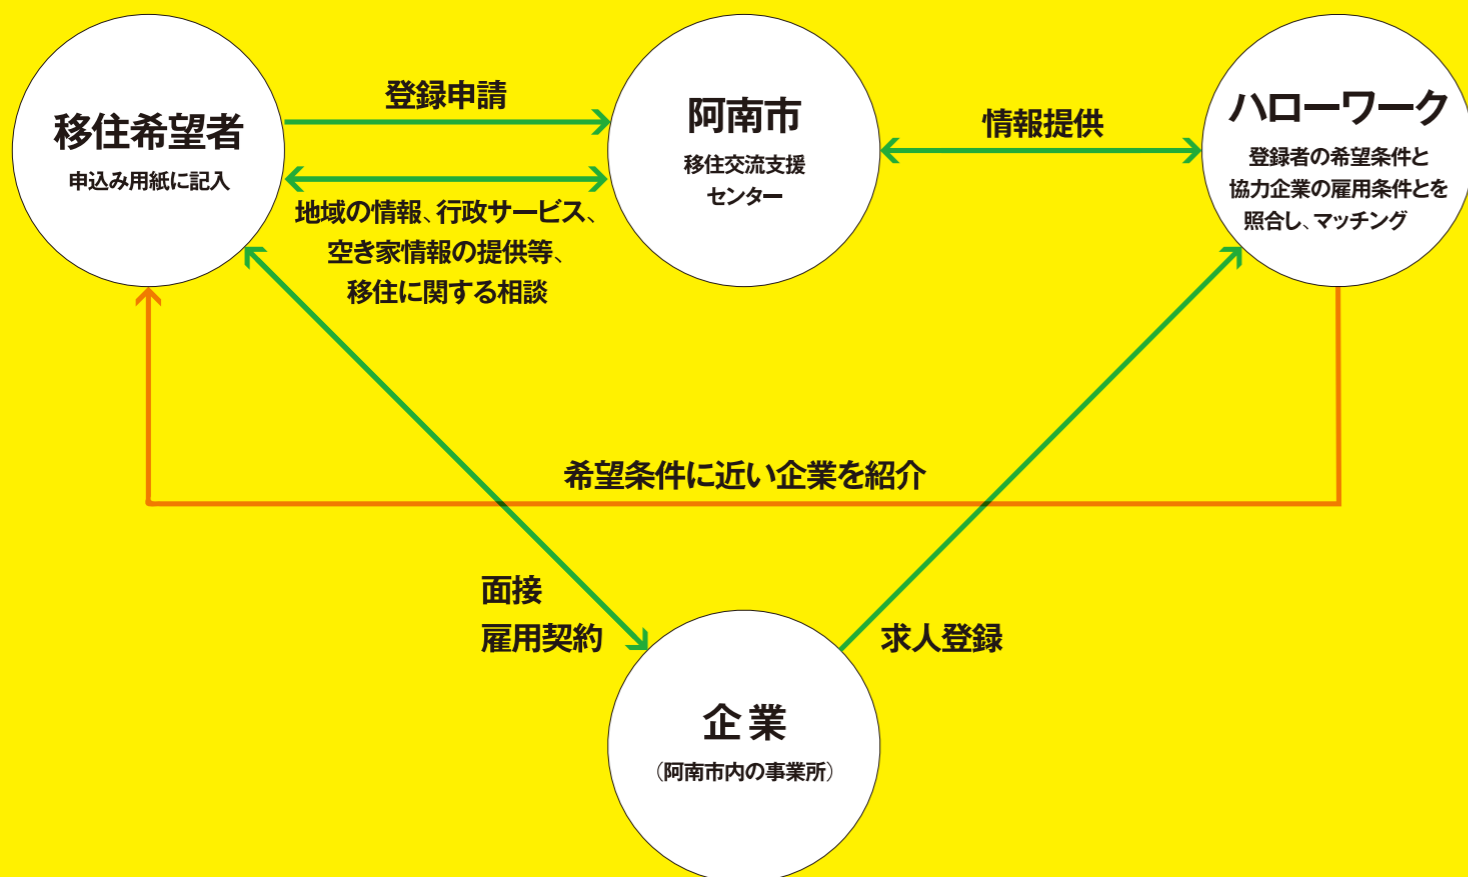 移住希望者
申込み用紙に記入
登録申請
地域の情報、行政サービス、
空き家情報の提供等、
移住に関する相談
阿南市
移住交流支援
センター
情報提供
ハローワーク
登録者の希望条件と
協力企業の雇用条件とを
照合し、マッチング
希望条件に近い企業を紹介
面接
雇用契約
求人登録
企業
（阿南市内の事業所）